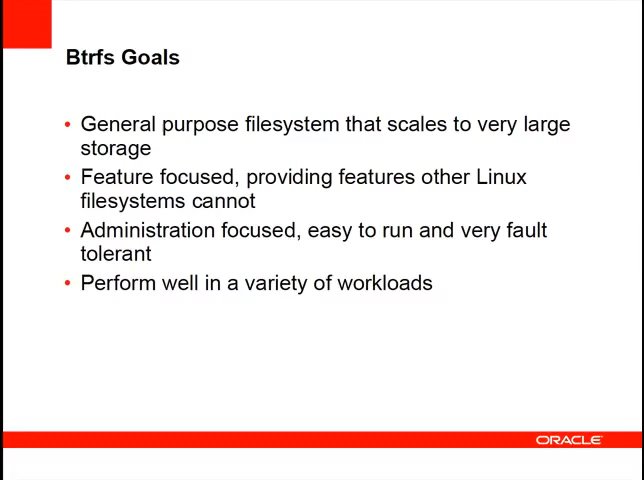 Btrfs Goals
• General purpose filesystem that scales to very large
storage
• Feature focused, providing features other Linux
filesystems cannot
• Administration focused, easy to run and very fault
tolerant
• Perform well in a variety of workloads
ORACLE